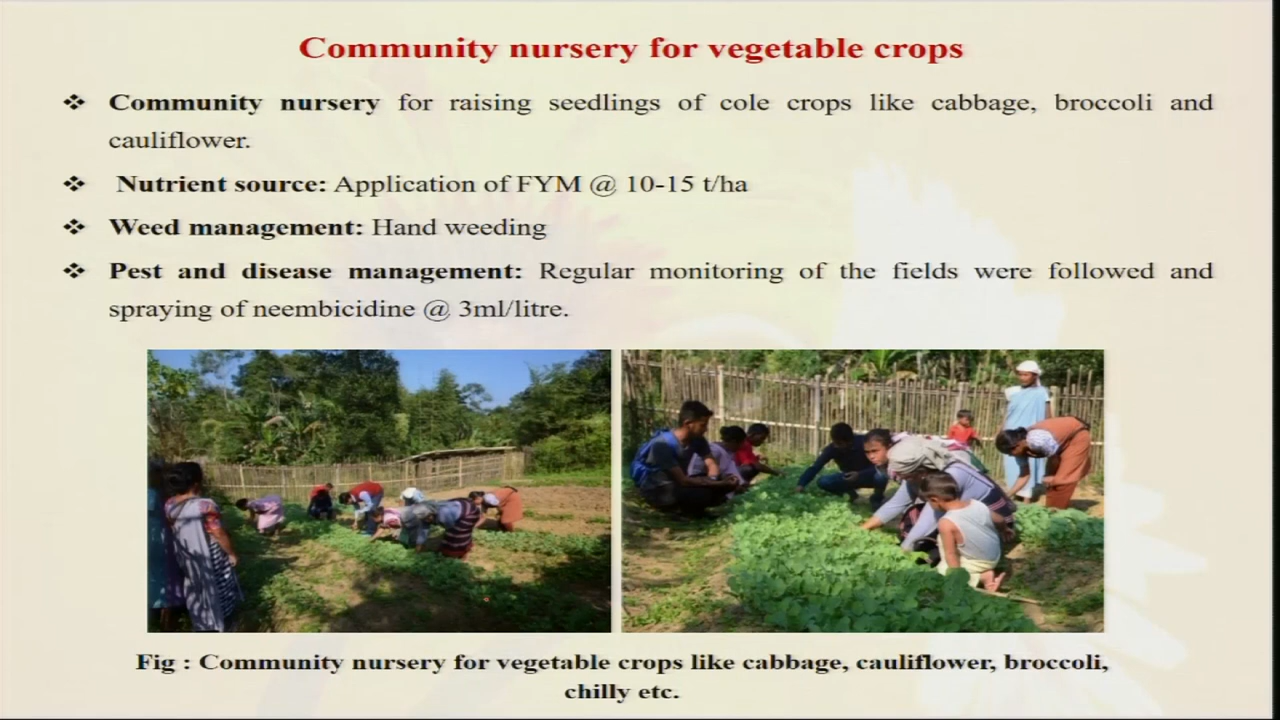 Community nursery for vegetable crops
❖ Community nursery for raising seedlings of cole crops like cabbage, broccoli and
cauliflower.
❖ Nutrient source: Application of FYM @ 10-15 t/ha
❖ Weed management: Hand weeding
❖ Pest and disease management: Regular monitoring of the fields were followed and
spraying of neembicidine @ 3ml/litre.
Fig : Community nursery for vegetable crops like cabbage, cauliflower, broccoli,
chilly etc.